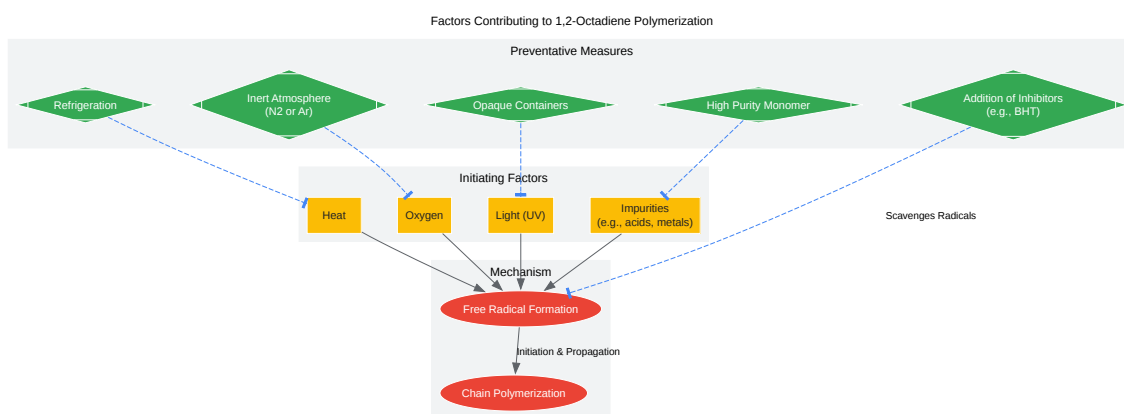 Factors Contributing to 1,2-Octadiene Polymerization
Preventative Measures
Refrigeration
Inert Atmosphere
(N2 or Ar)
Opaque Containers
High Purity Monomer
Addition of Inhibitors
(e.g., BHT)
Initiating Factors
Heat
Oxygen
Light (UV)
Impurities
(e.g., acids, metals)
Scavenges Radicals
Mechanism
Free Radical Formation
Initiation & Propagation
Chain Polymerization